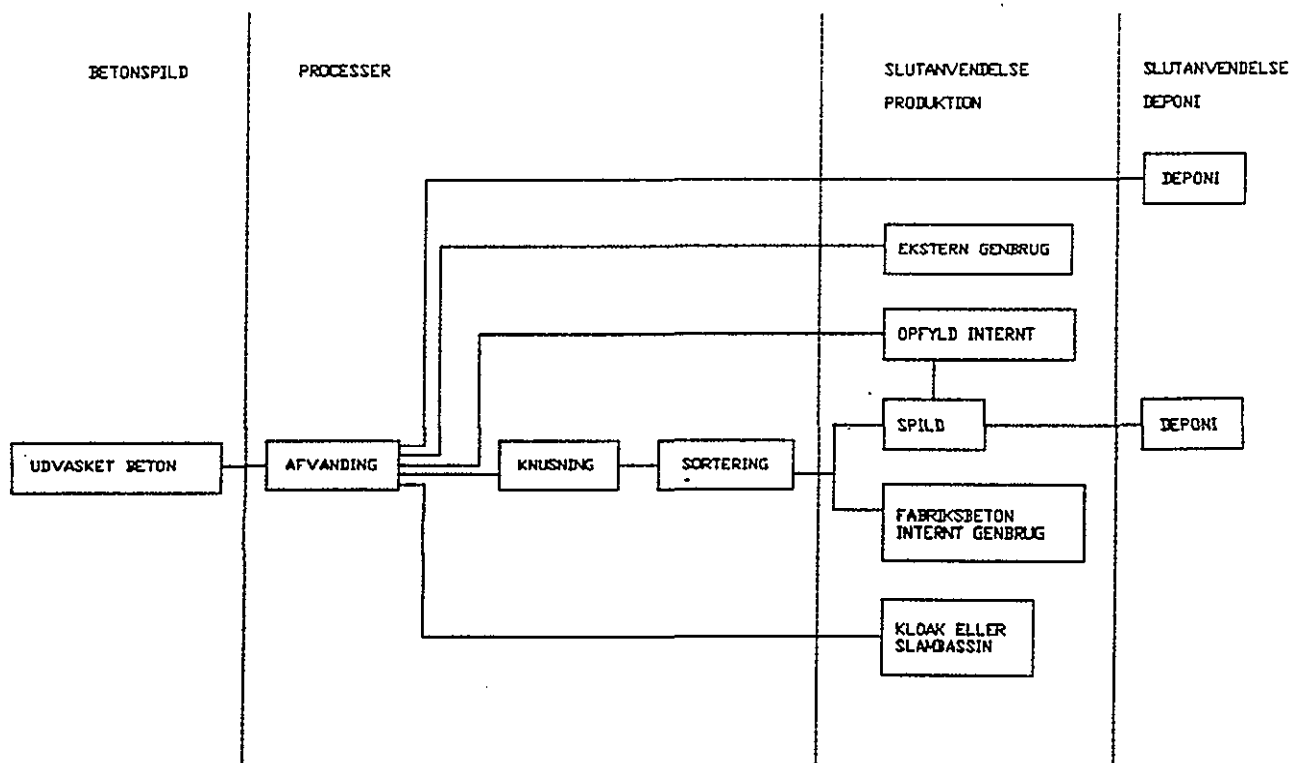 BETONSPILD
PROCESSER
SLUTANVENDELSE
PRODUKTION
SLUTANVENDELSE
DEPONI
DEPONI
EKSTERN GENBRUG
OPFYLD INTERNT
SPILD
DEPONI
UDVASKET BETON
AFVANDING
KNUSNING
SORTERING
FABRIKSBETON
INTERNT GENBRUG
KLOAK ELLER
SLAMBASSIN